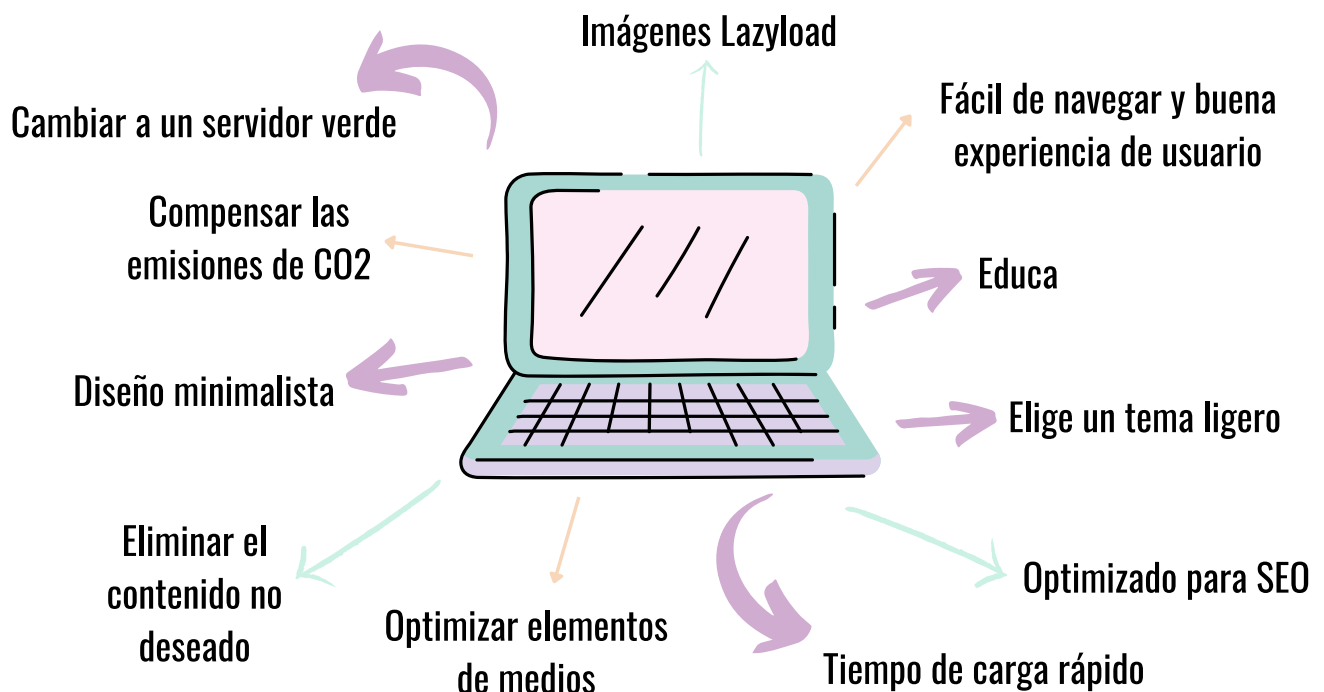 Imágenes Lazyload
Cambiar a un servidor verde
Fácil de navegar y buena
experiencia de usuario
Compensar las
emisiones de CO2
Educa
Diseño minimalista
Elige un tema ligero
Eliminar el
contenido no
deseado
Optimizar elementos
de medios
Optimizado para SEO
Tiempo de carga rápido